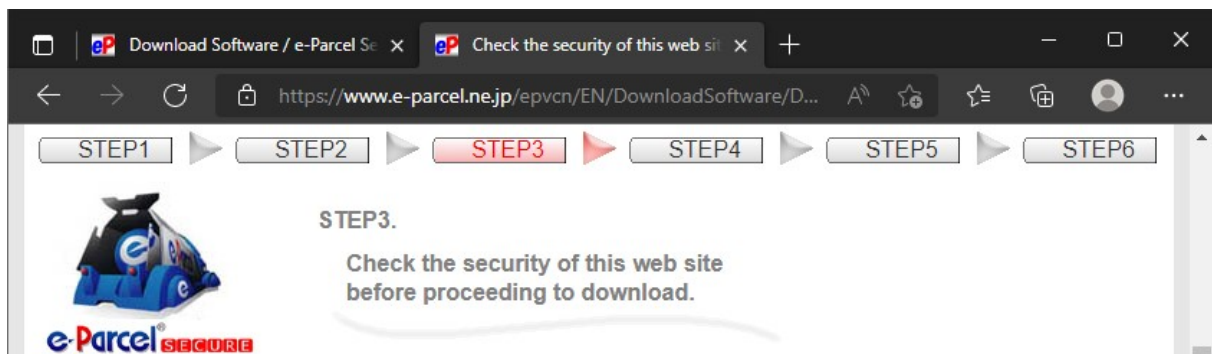 Download Software / e-Parcel Se
Check the security of this web sit
https://www.e-parcel.ne.jp/epvcn/EN/DownloadSoftware/D...
STEP1 STEP2 STEP3 STEP4 STEP5 STEP6
STEP3.
Check the security of this web site
before proceeding to download.
e-Parcel® SECURE